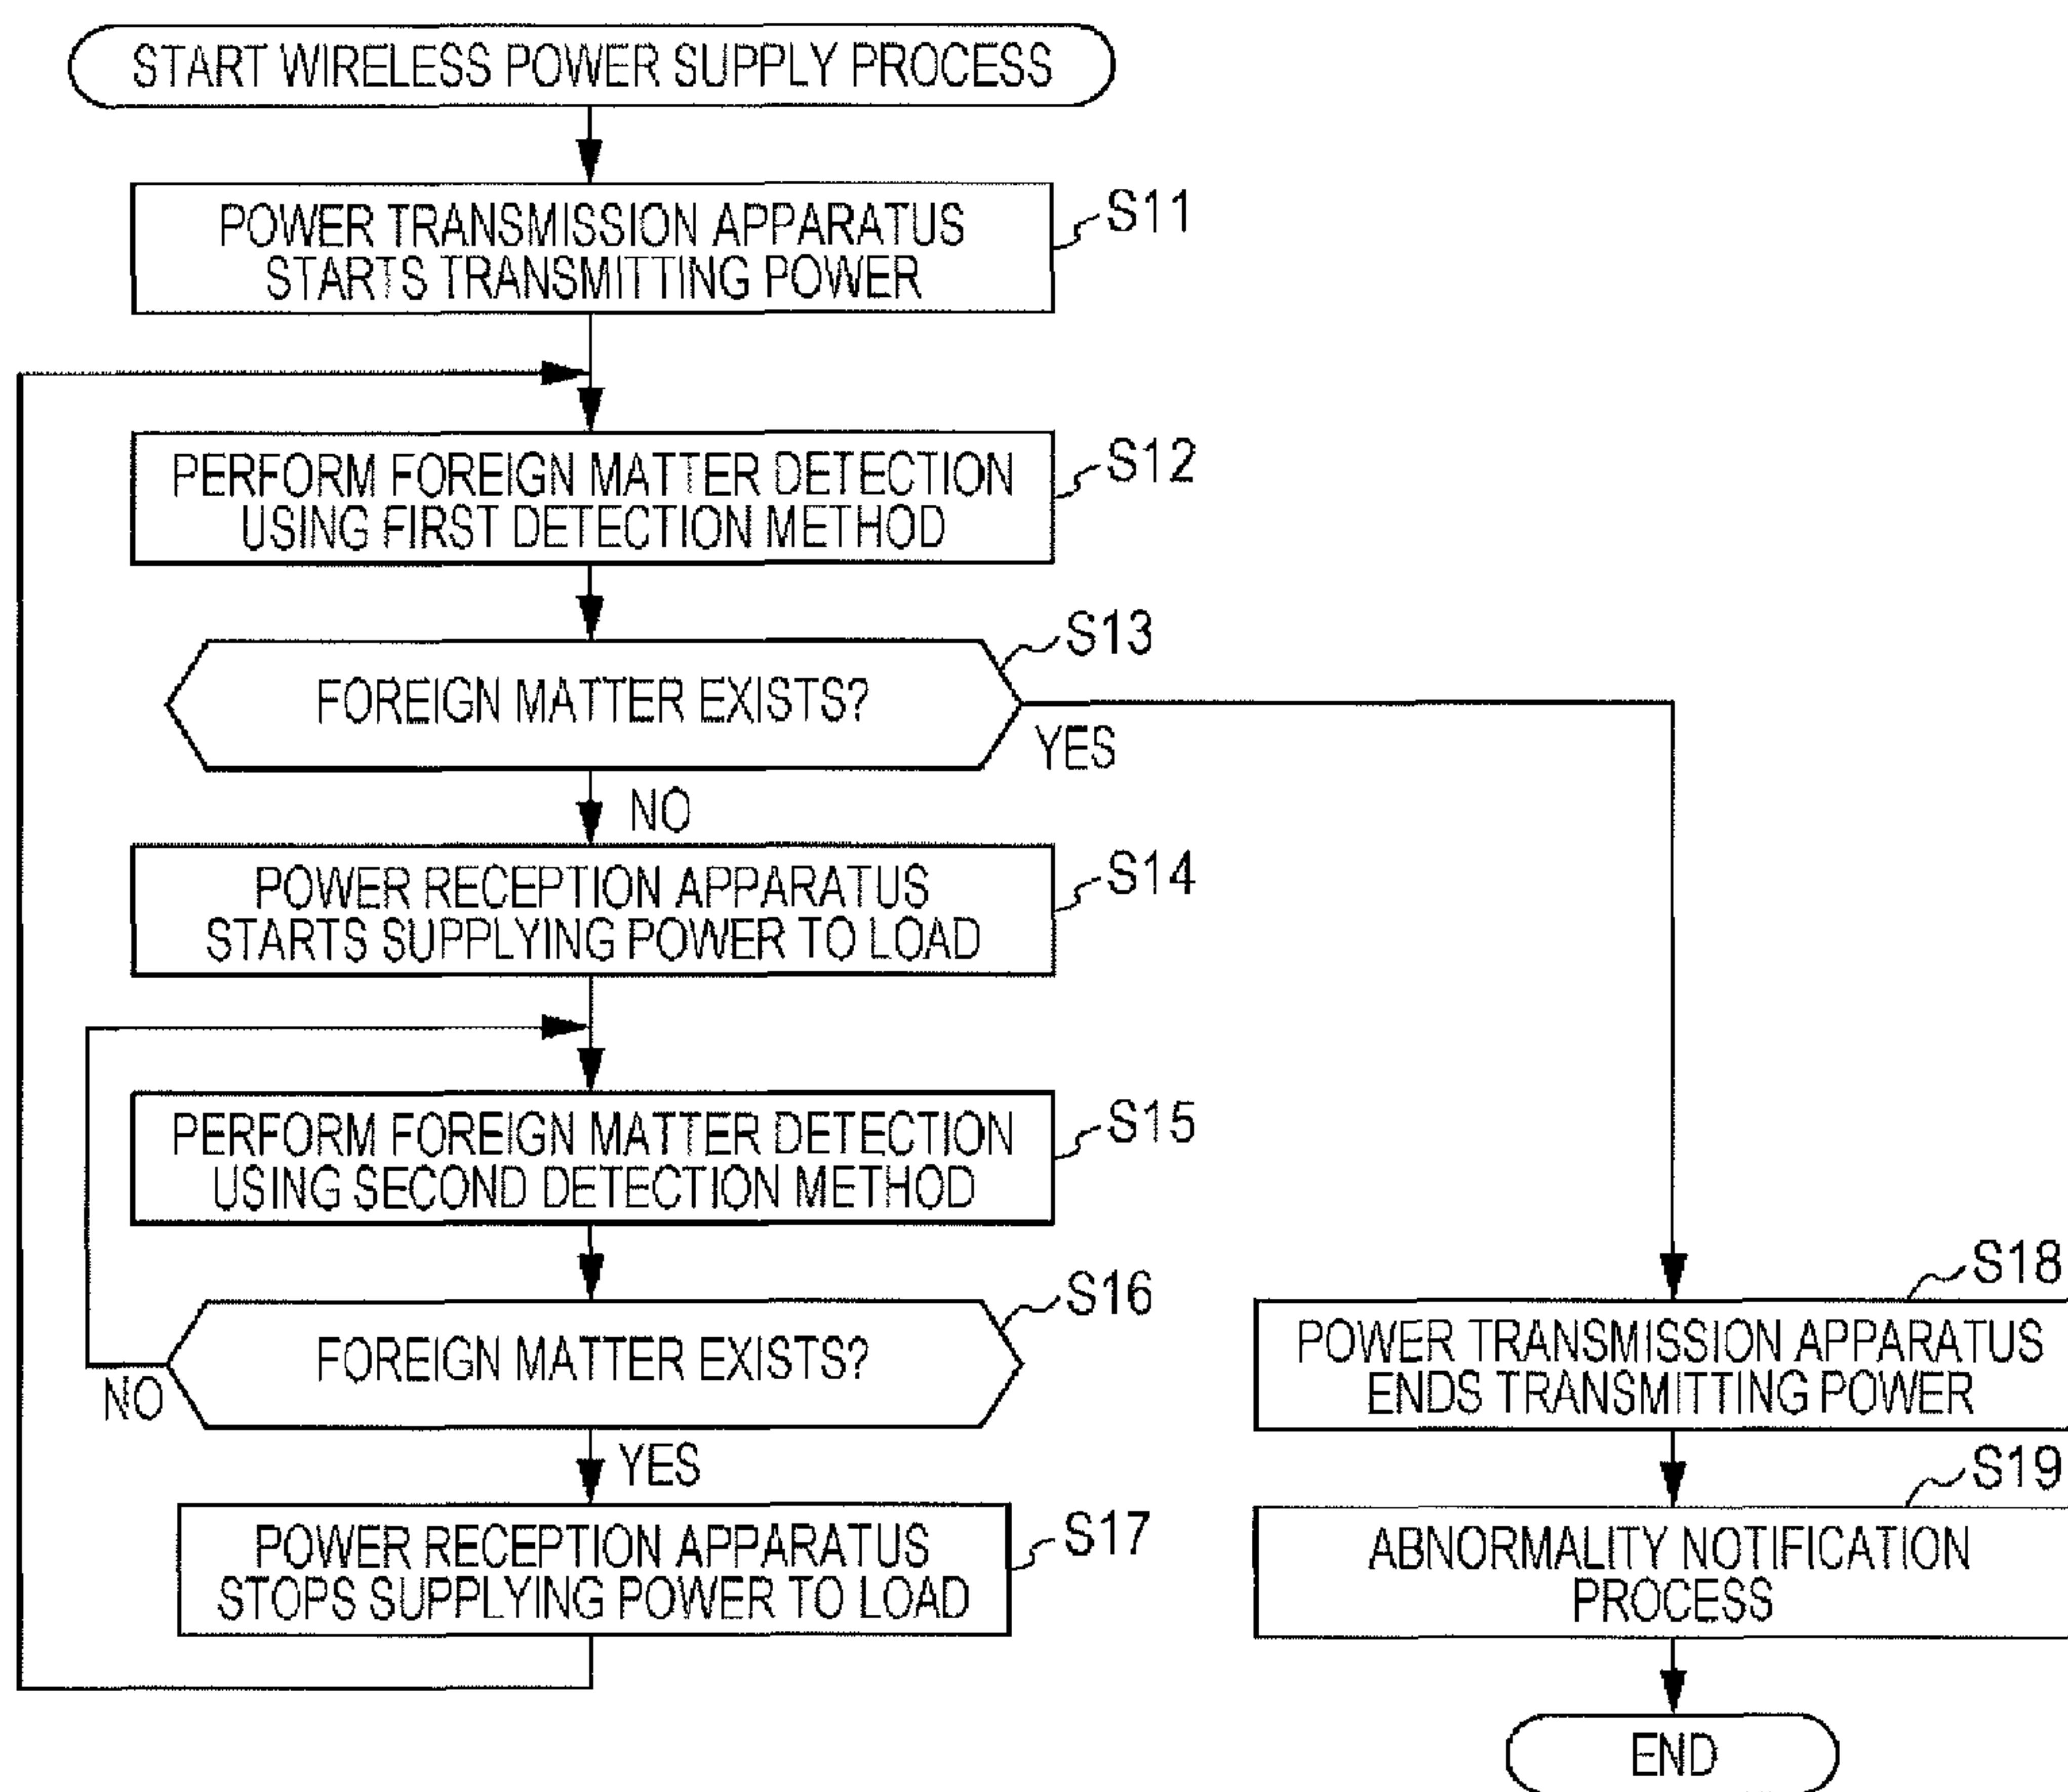 START WIRELESS POWER SUPPLY PROCESS
POWER TRANSMISSION APPARATUS
STARTS TRANSMITTING POWER
S11
PERFORM FOREIGN MATTER DETECTION
USING FIRST DETECTION METHOD
S12
FOREIGN MATTER EXISTS?
S13
YES
NO
POWER RECEPTION APPARATUS
STARTS SUPPLYING POWER TO LOAD
S14
PERFORM FOREIGN MATTER DETECTION
USING SECOND DETECTION METHOD
S15
FOREIGN MATTER EXISTS?
S16
NO
YES
POWER RECEPTION APPARATUS
STOPS SUPPLYING POWER TO LOAD
S17
S18
POWER TRANSMISSION APPARATUS
ENDS TRANSMITTING POWER
S19
ABNORMALITY NOTIFICATION
PROCESS
END